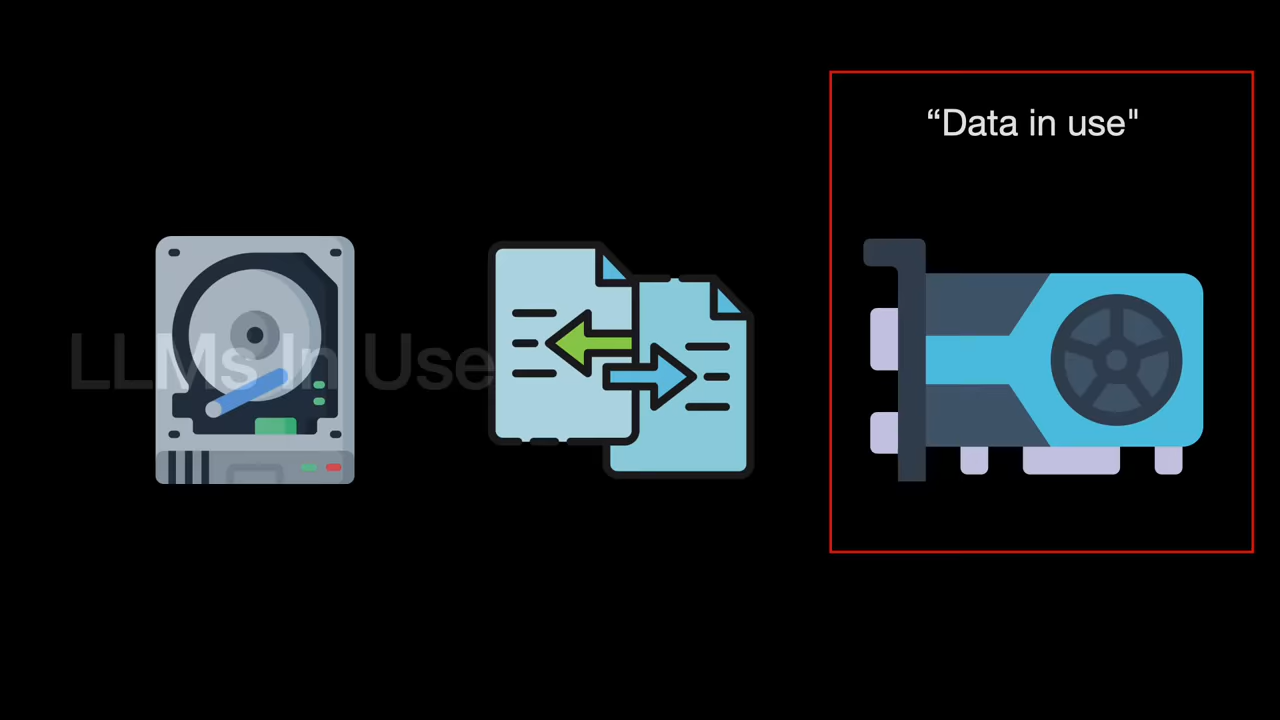 “Data in use"
LLMs In Use